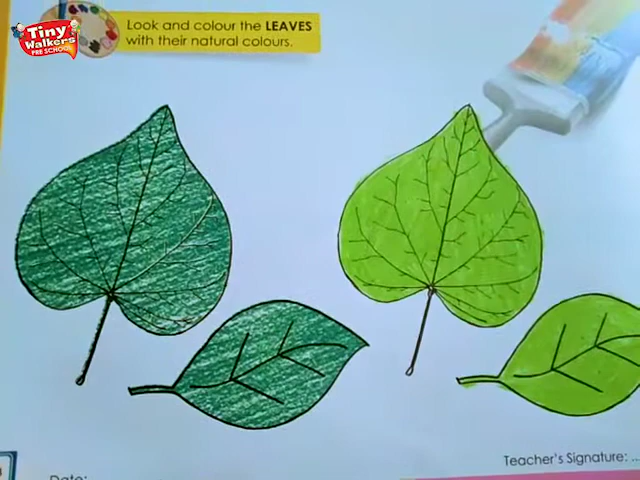 Tiny
Walkers
PRE SCHOOL
Look and colour the LEAVES
with their natural colours.
Teacher's Signature: ...
Date: